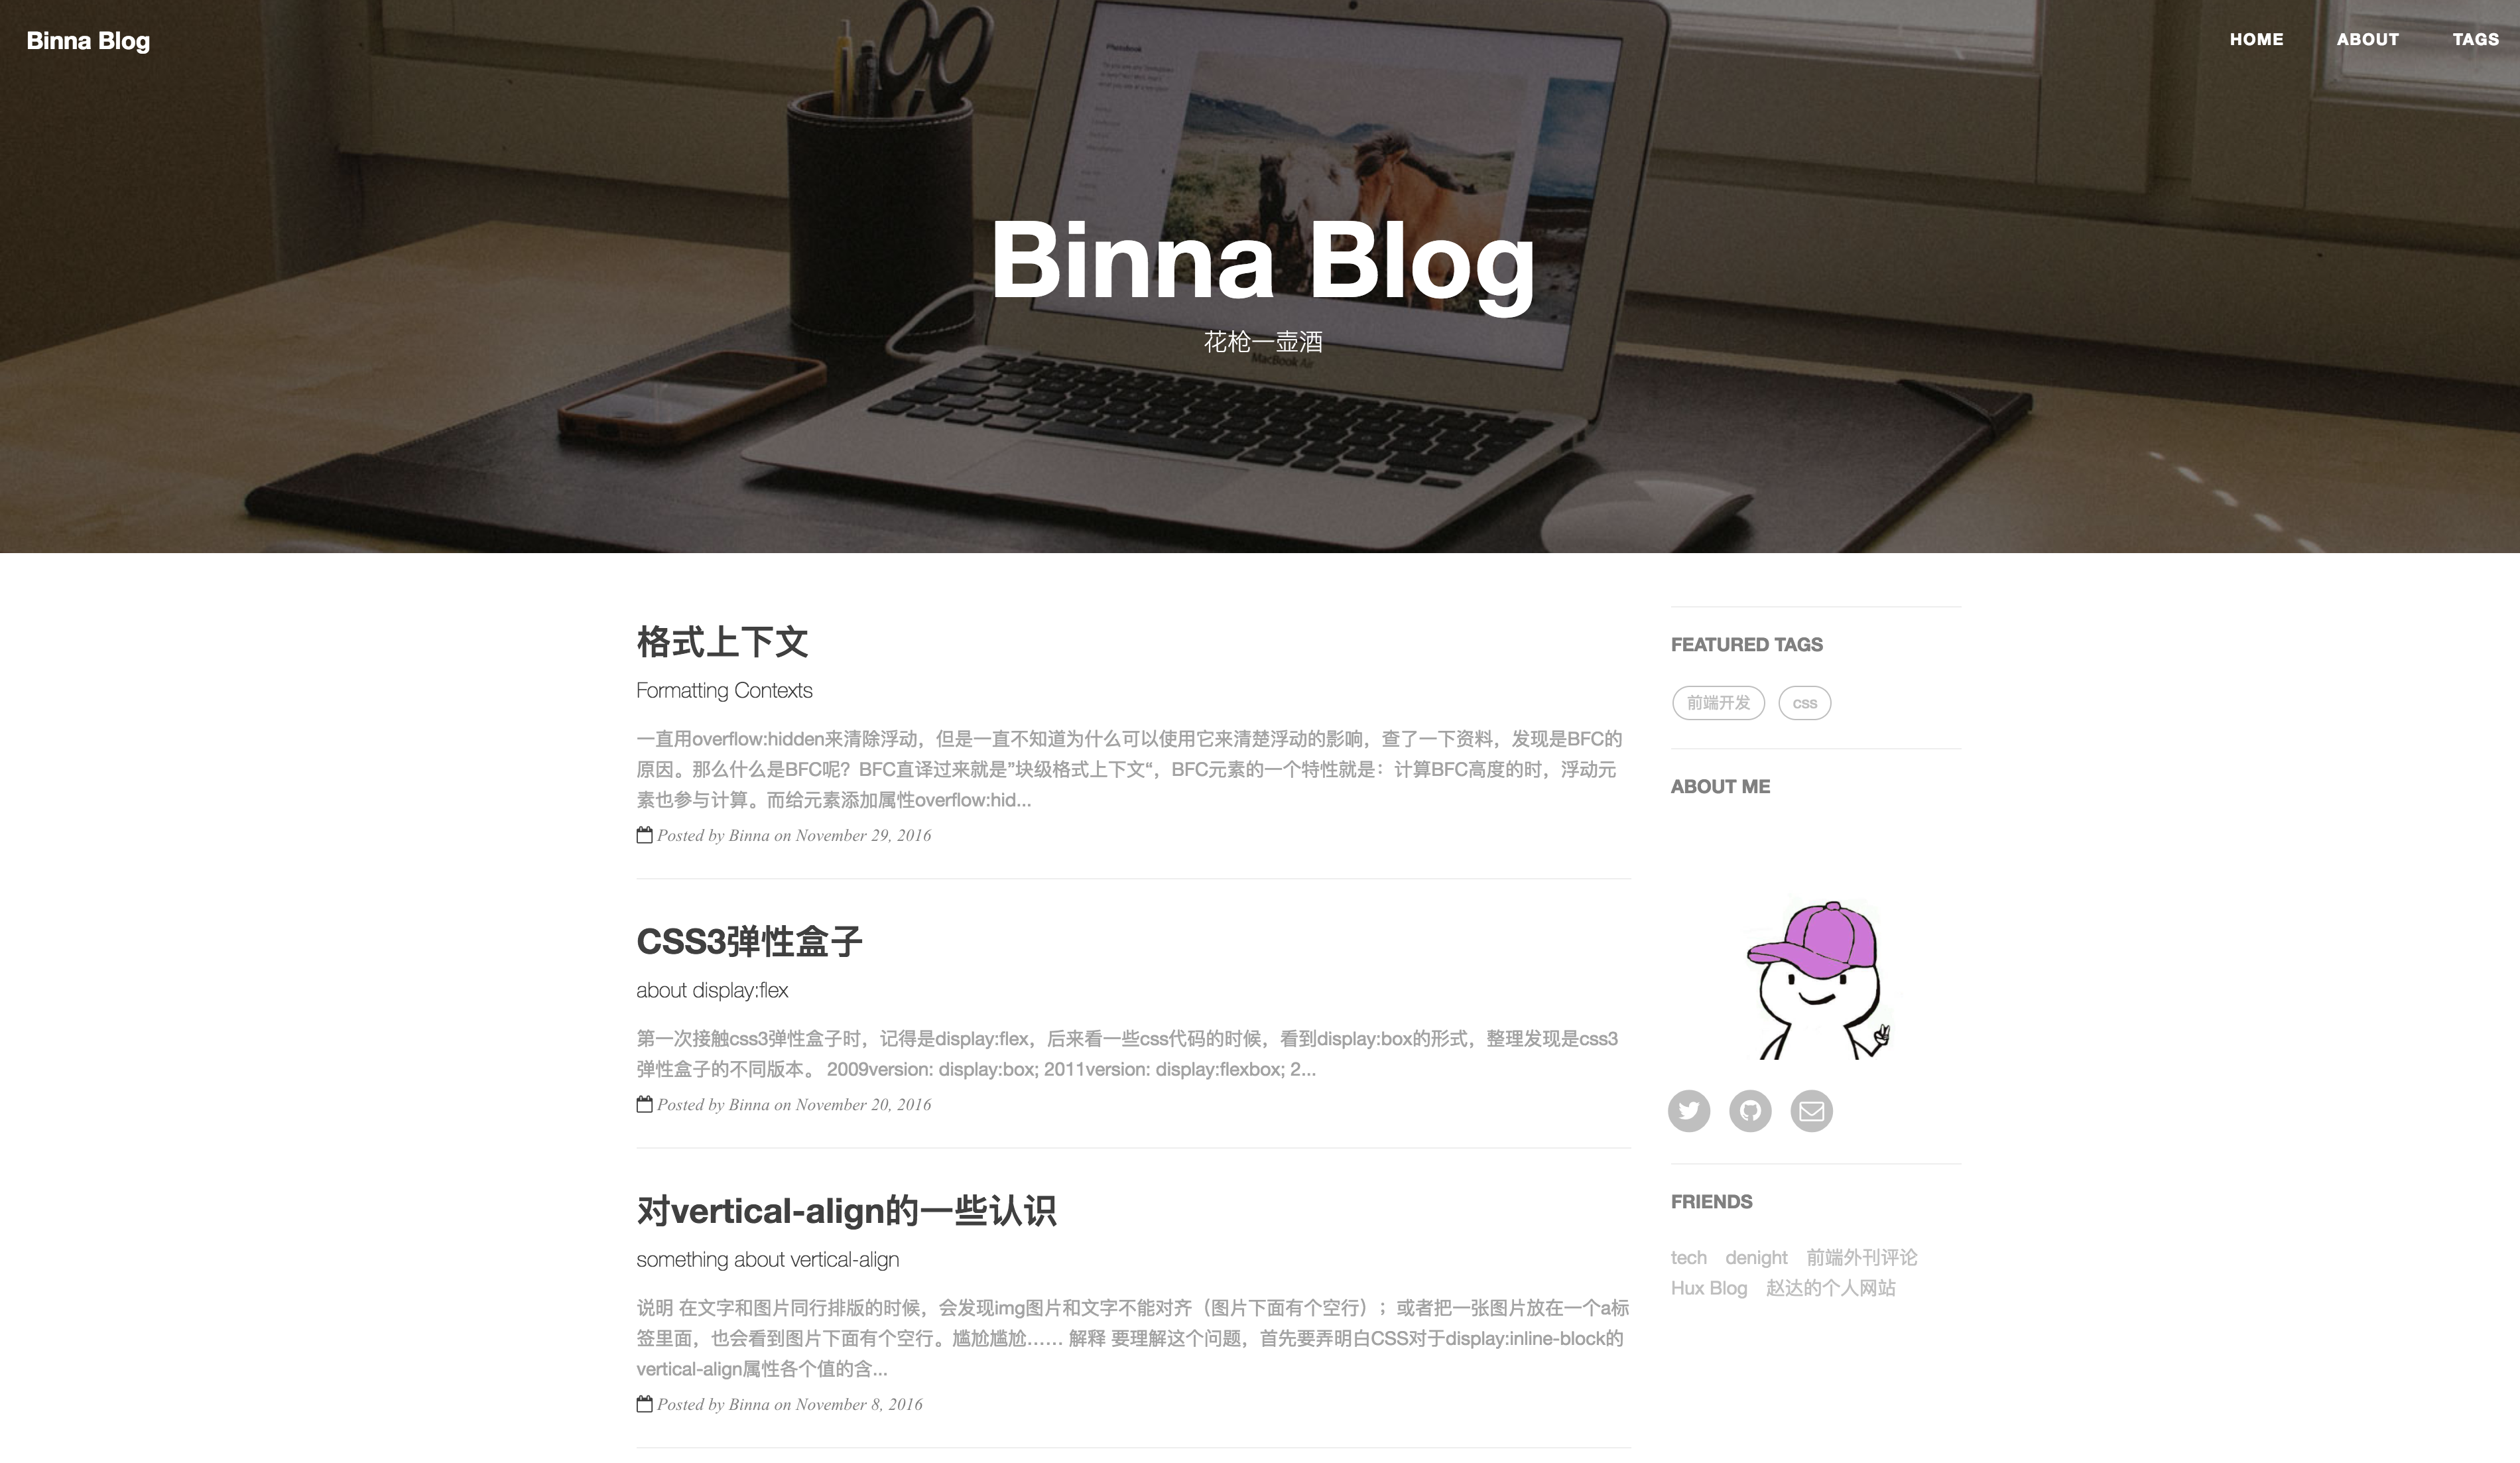 Binna Blog
HOME ABOUT TAGS
Photobook
Binna Blog
花枪一壶酒
MacBook Air
格式上下文
Formatting Contexts
一直用overflow:hidden来清除浮动，但是一直不知道为什么可以使用它来清楚浮动的影响，查了一下资料，发现是BFC的
原因。那么什么是BFC呢？BFC直译过来就是”块级格式上下文“，BFC元素的一个特性就是：计算BFC高度的时，浮动元
素也参与计算。而给元素添加属性overflow:hid...
Posted by Binna on November 29, 2016
CSS3弹性盒子
about display:flex
第一次接触css3弹性盒子时，记得是display:flex，后来看一些css代码的时候，看到display:box的形式，整理发现是css3
弹性盒子的不同版本。 2009version: display:box; 2011version: display:flexbox; 2...
Posted by Binna on November 20, 2016
对vertical-align的一些认识
something about vertical-align
说明 在文字和图片同行排版的时候，会发现img图片和文字不能对齐（图片下面有个空行）；或者把一张图片放在一个a标
签里面，也会看到图片下面有个空行。尴尬尴尬…… 解释 要理解这个问题，首先要弄明白CSS对于display:inline-block的
vertical-align属性各个值的含...
Posted by Binna on November 8, 2016
FEATURED TAGS
前端开发 css
ABOUT ME
FRIENDS
tech denight 前端外刊评论
Hux Blog 赵达的个人网站